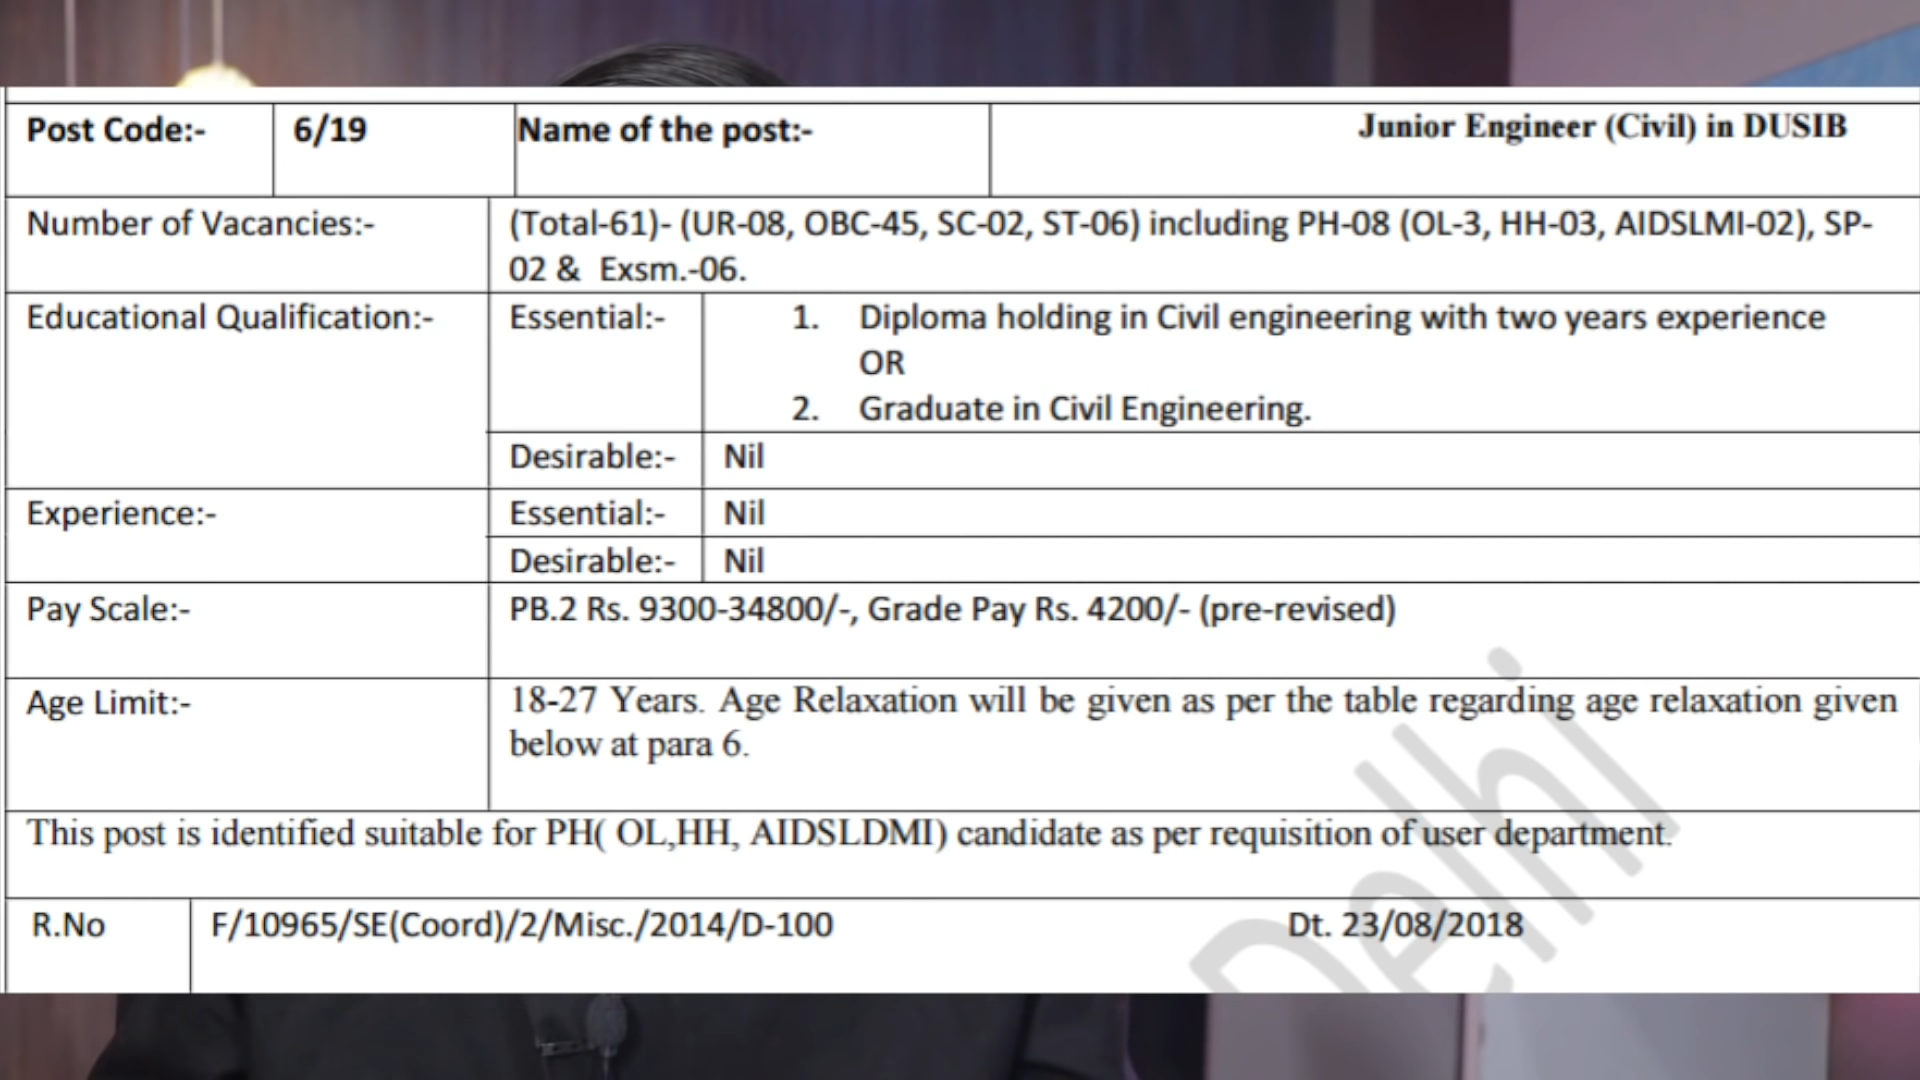 Post Code:- 6/19 Name of the post:- Junior Engineer (Civil) in DUSIB
Number of Vacancies:- (Total-61)- (UR-08, OBC-45, SC-02, ST-06) including PH-08 (OL-3, HH-03, AIDSLMI-02), SP-
02 & Exsm.-06.
Educational Qualification:- Essential:- 1. Diploma holding in Civil engineering with two years experience
OR
2. Graduate in Civil Engineering.
Desirable:- Nil
Experience:- Essential:- Nil
Desirable:- Nil
Pay Scale:- PB.2 Rs. 9300-34800/-, Grade Pay Rs. 4200/- (pre-revised)
Age Limit:- 18-27 Years. Age Relaxation will be given as per the table regarding age relaxation given
below at para 6.
This post is identified suitable for PH( OL,HH, AIDSLDMI) candidate as per requisition of user department.
R.No F/10965/SE(Coord)/2/Misc./2014/D-100 Dt. 23/08/2018
Delhi